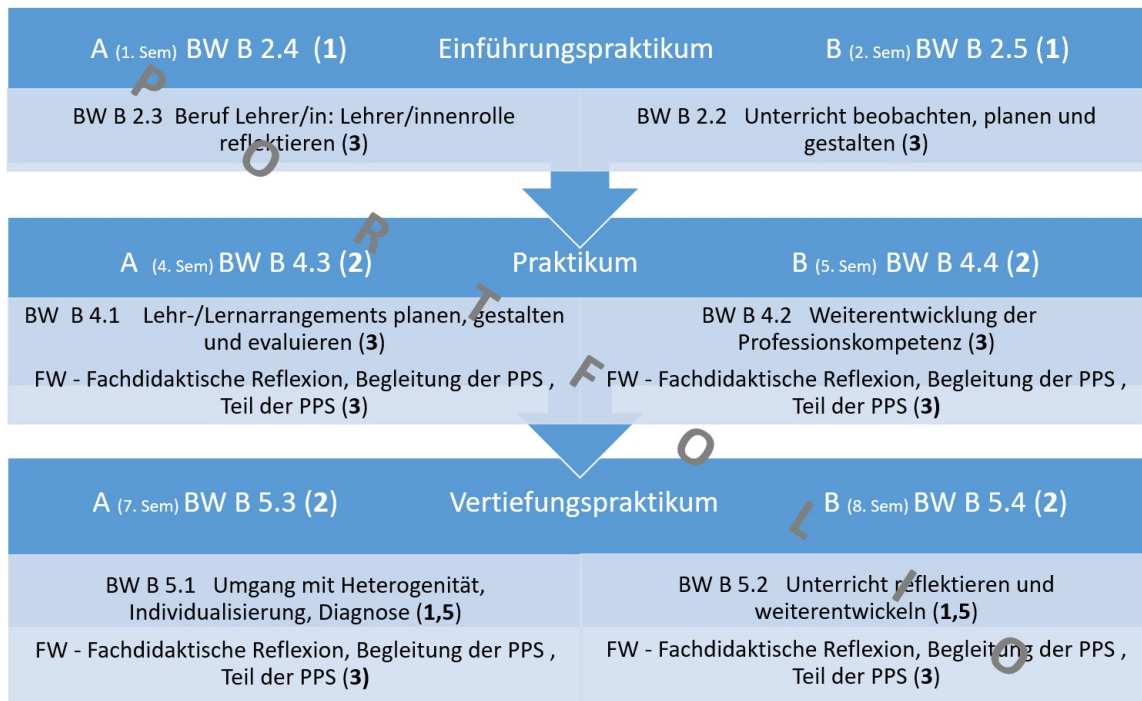 A (1. Sem) BW B 2.4 (1)
Einführungspraktikum
B (2. Sem) BW B 2.5 (1)
BW B 2.3 Beruf Lehrer/in: Lehrer/innenrolle
reflektieren (3)
BW B 2.2 Unterricht beobachten, planen und
gestalten (3)
A (4. Sem) BW B 4.3 (2)
Praktikum
B (5. Sem) BW B 4.4 (2)
BW B 4.1 Lehr-/Lernarrangements planen, gestalten
und evaluieren (3)
FW - Fachdidaktische Reflexion, Begleitung der PPS ,
Teil der PPS (3)
BW B 4.2 Weiterentwicklung der
Professionskompetenz (3)
FW - Fachdidaktische Reflexion, Begleitung der PPS ,
Teil der PPS (3)
A (7. Sem) BW B 5.3 (2)
Vertiefungspraktikum
B (8. Sem) BW B 5.4 (2)
BW B 5.1 Umgang mit Heterogenität,
Individualisierung, Diagnose (1,5)
FW - Fachdidaktische Reflexion, Begleitung der PPS ,
Teil der PPS (3)
BW B 5.2 Unterricht reflektieren und
weiterentwickeln (1,5)
FW - Fachdidaktische Reflexion, Begleitung der PPS ,
Teil der PPS (3)
PORTFOLIO